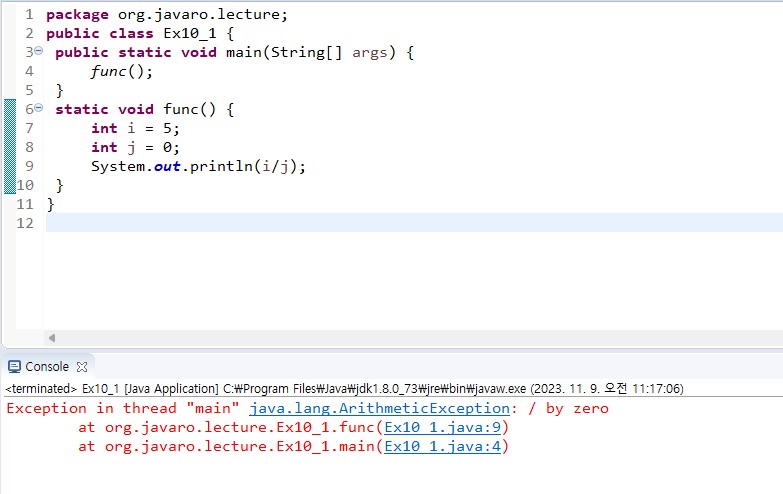 1 package org.javaro.lecture;
2 public class Ex10_1 {
3 public static void main(String[] args) {
4 func();
5 }
6 static void func() {
7 int i = 5;
8 int j = 0;
9 System.out.println(i/j);
10 }
11 }
12
Console
<terminated> Ex10_1 [Java Application] C:₩Program Files₩Java₩jdk1.8.0_73₩jre₩bin₩javaw.exe (2023. 11. 9. 오전 11:17:06)
Exception in thread "main" java.lang.ArithmeticException: / by zero
at org.javaro.lecture.Ex10_1.func(Ex10_1.java:9)
at org.javaro.lecture.Ex10_1.main(Ex10_1.java:4)